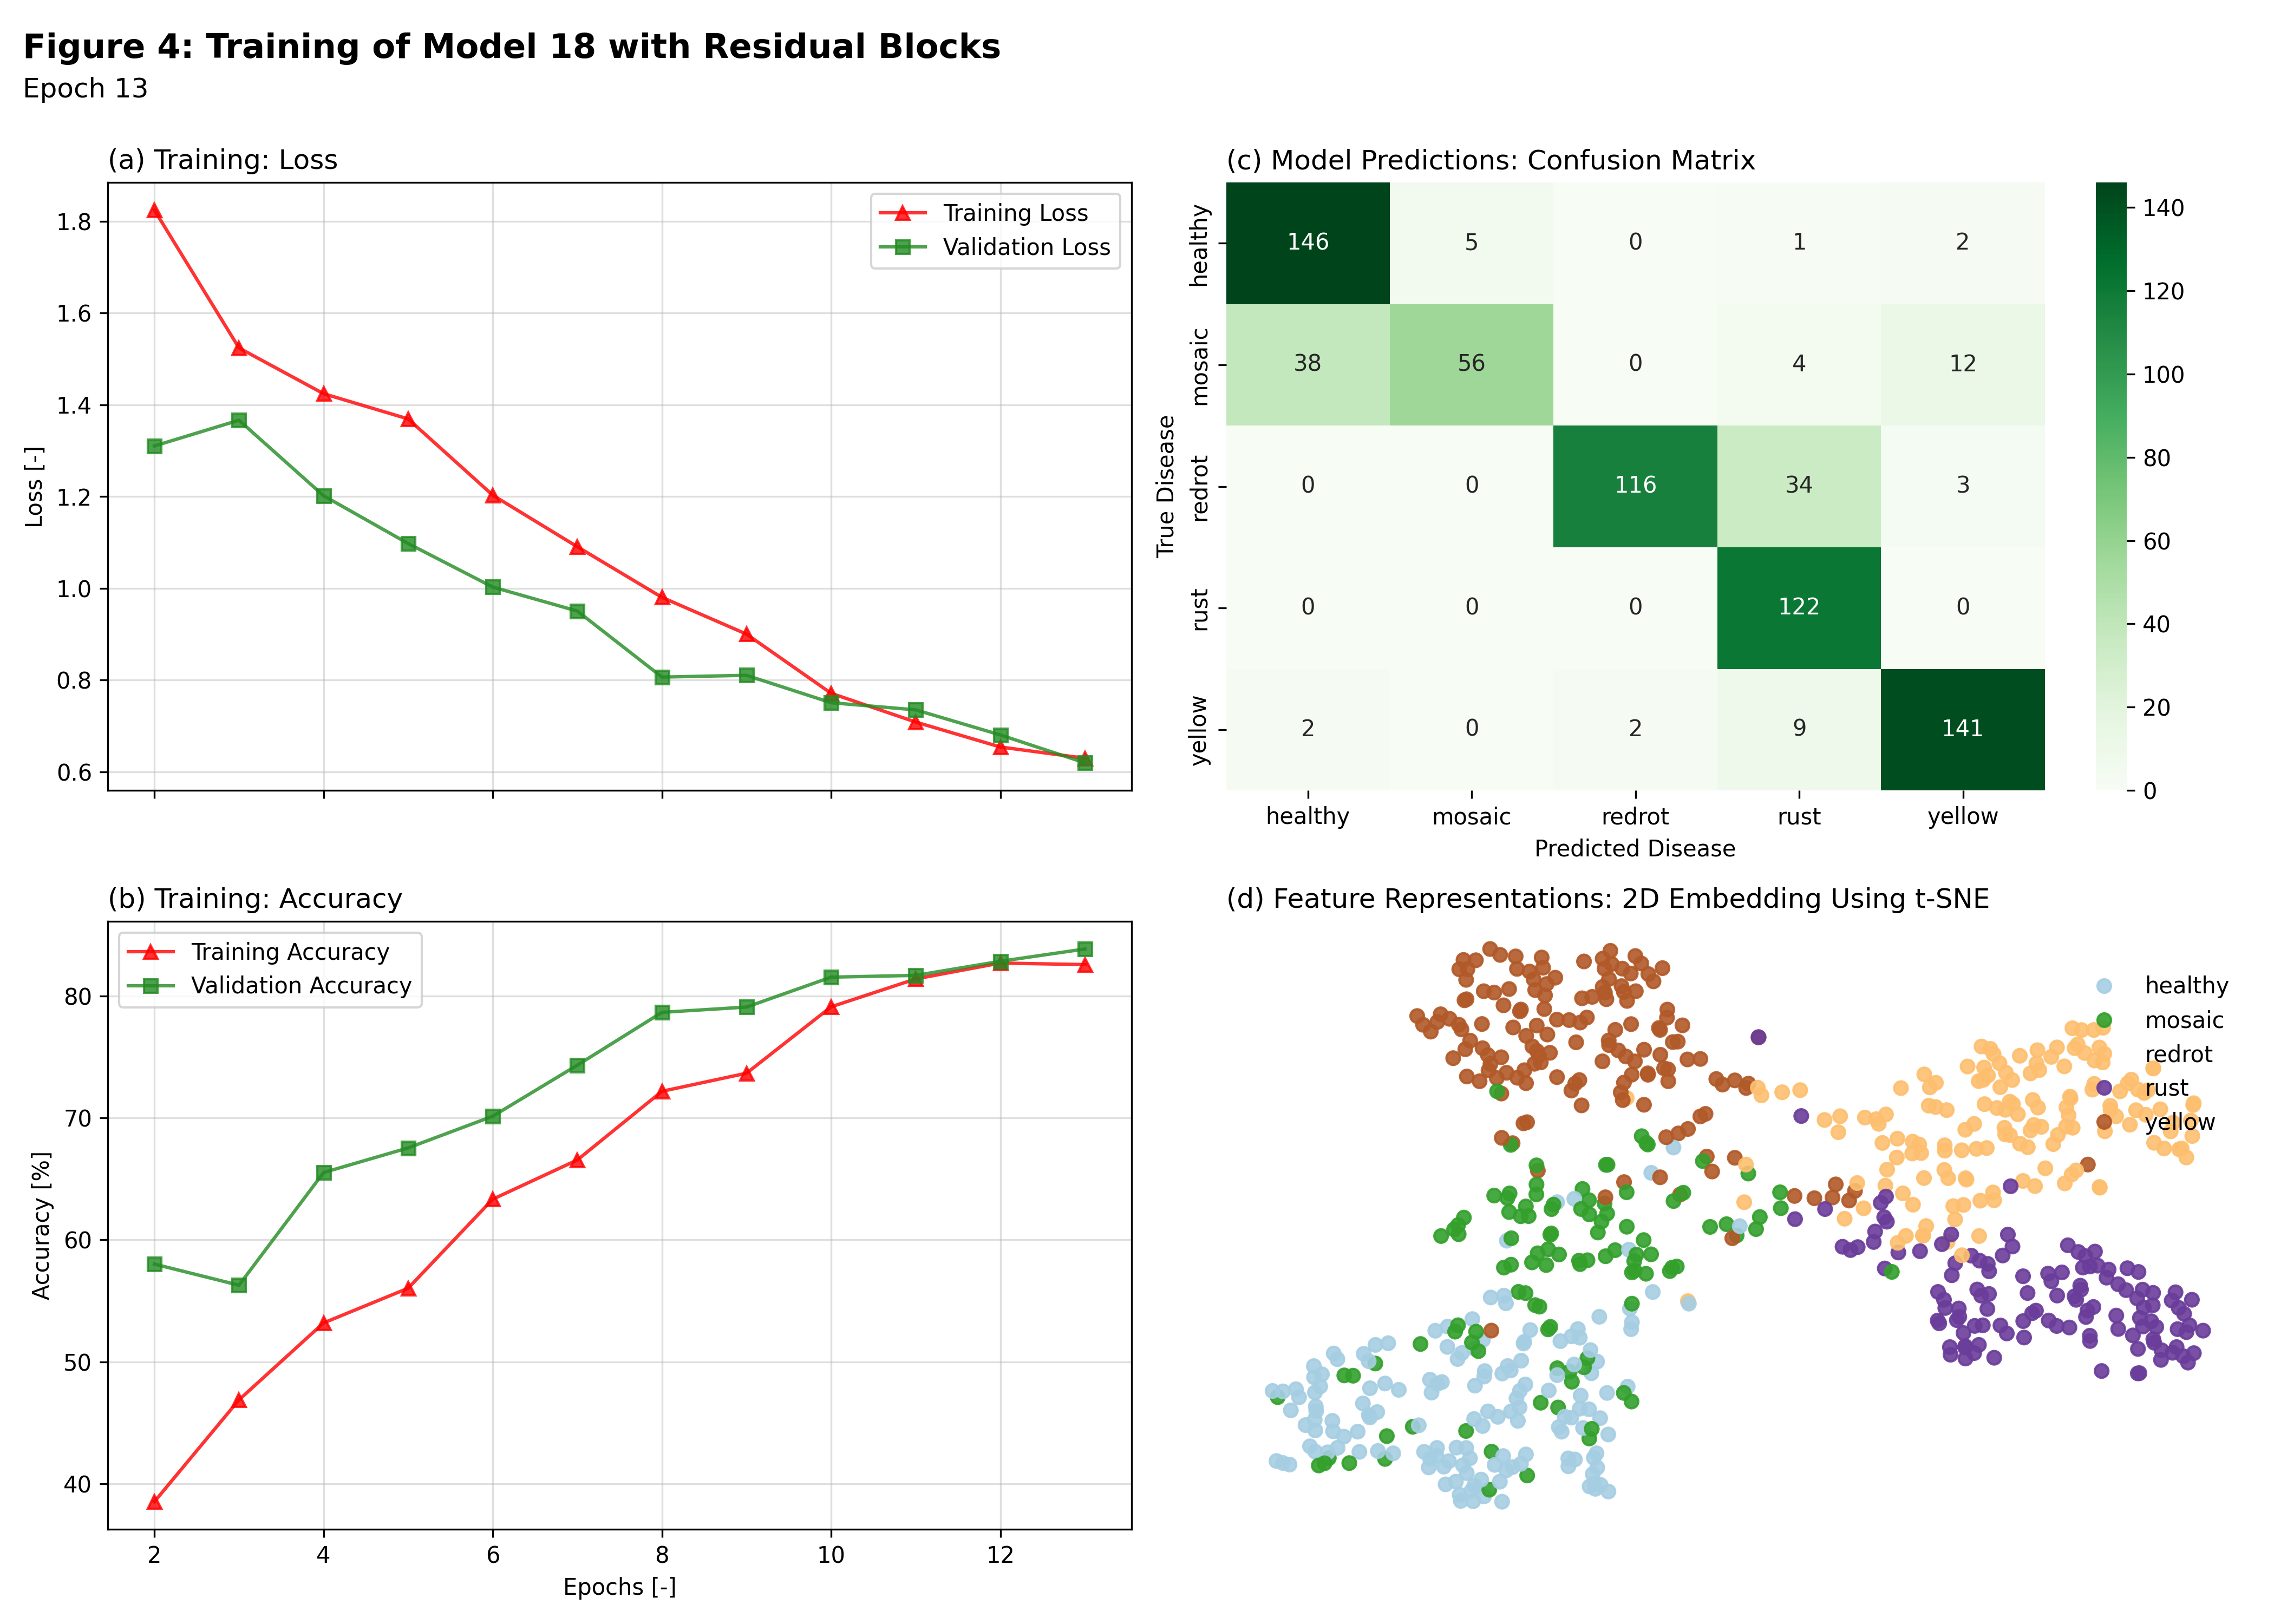 Figure 4: Training of Model 18 with Residual Blocks
Epoch 13
(a) Training: Loss
Training Loss
Validation Loss
1.8
1.6
1.4
1.2
1.0
0.8
0.6
Loss [-]
(b) Training: Accuracy
Training Accuracy
Validation Accuracy
80
70
60
50
40
Accuracy [%]
2 4 6 8 10 12
Epochs [-]
(c) Model Predictions: Confusion Matrix
True Disease
healthy 146 5 0 1 2
mosaic 38 56 0 4 12
redrot 0 0 116 34 3
rust 0 0 0 122 0
yellow 2 0 2 9 141
healthy mosaic redrot rust yellow
Predicted Disease
140
120
100
80
60
40
20
0
(d) Feature Representations: 2D Embedding Using t-SNE
healthy
mosaic
redrot
rust
yellow